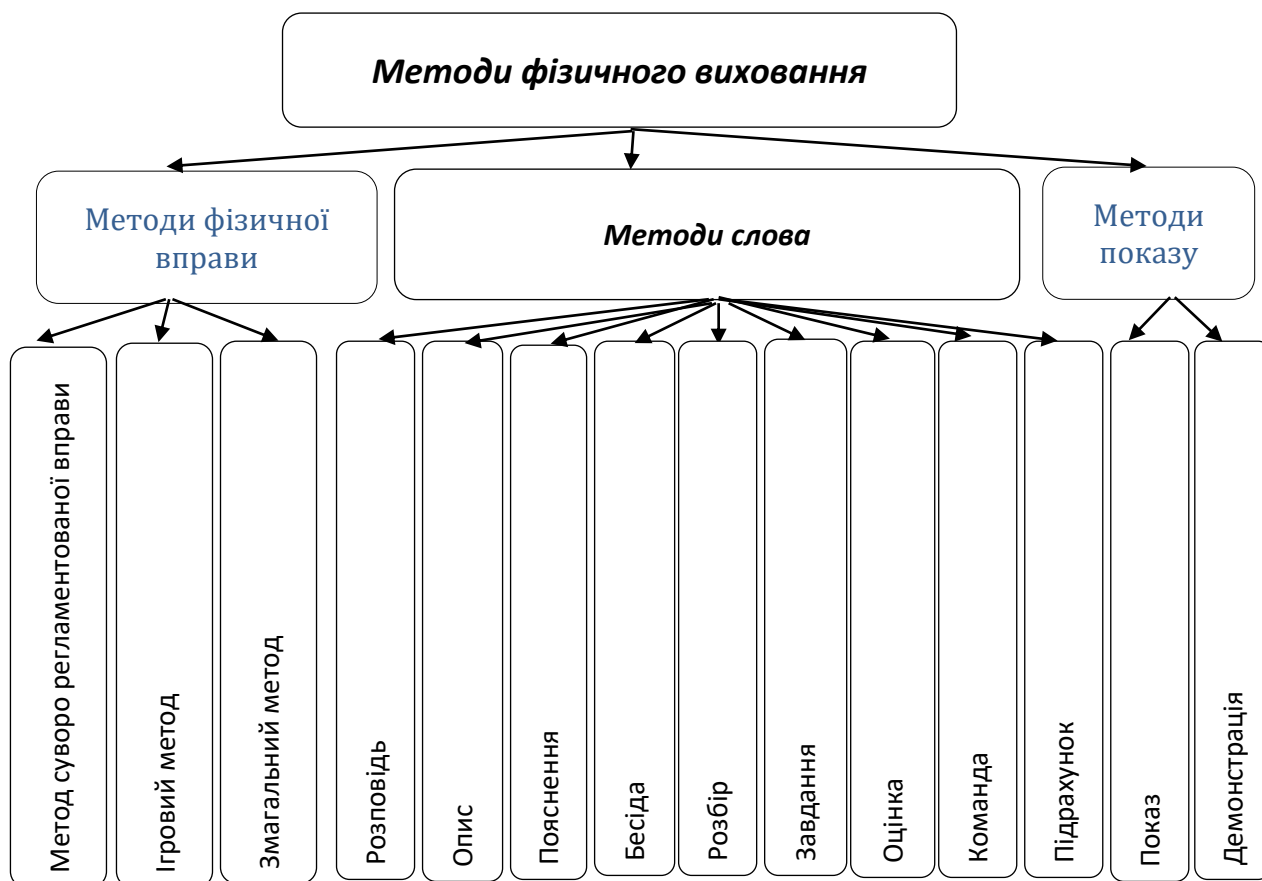 Методи фізичного виховання
Методи фізичної
вправи
Методи слова
Методи
показу
Метод суворо регламентованої вправи
Ігровий метод
Змагальний метод
Розповідь
Опис
Пояснення
Бесіда
Розбір
Завдання
Оцінка
Команда
Підрахунок
Показ
Демонстрація